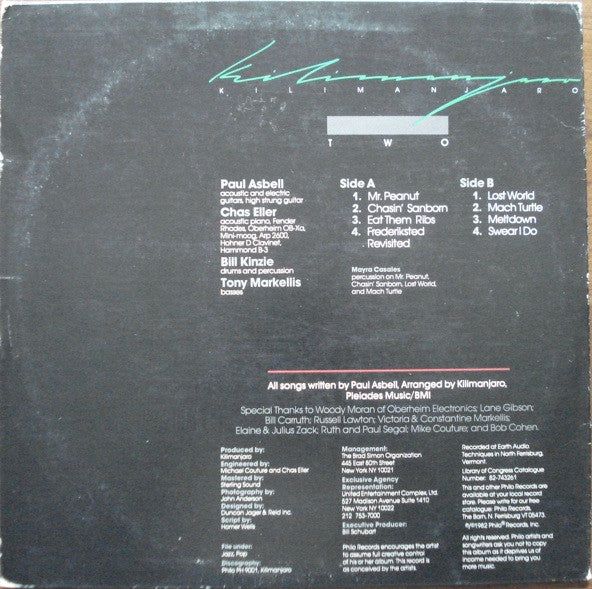 Kilimanjaro
KILIMANJARO
TWO
Paul Asbell
acoustic and electric
guitars, high strung guitar
Chas Eller
acoustic piano, Fender
Rhodes, Oberheim OB-Xa,
Mini-moog, Arp 2600,
Hohner D Clavinet,
Hammond B-3
Bill Kinzie
drums and percussion
Tony Markellis
basses
Side A
1. Mr. Peanut
2. Chasin' Sanborn
3. Eat Them Ribs
4. Frederiksted
Revisited
Mayra Casales
percussion on Mr. Peanut,
Chasin' Sanborn, Lost World,
and Mach Turtle
Side B
1. Lost World
2. Mach Turtle
3. Meltdown
4. Swear I Do
All songs written by Paul Asbell, Arranged by Kilimanjaro,
Pleiades Music/BMI
Special Thanks to Woody Moran of Oberheim Electronics; Lane Gibson;
Bill Carruth; Russell Lawton; Victoria & Constantine Markellis;
Elaine & Julius Zack; Ruth and Paul Segal; Mike Couture; and Bob Cohen.
Produced by:
Kilimanjaro
Engineered by:
Michael Couture and Chas Eller
Mastered by:
Sterling Sound
Photography by:
John Anderson
Designed by:
Duncan Jager & Reid Inc.
Script by:
Homer Wells
File under:
Jazz, Pop
Discography:
Philo PH 9001, Kilimanjaro
Management:
The Brad Simon Organization
445 East 80th Street
New York NY 10021
Exclusive Agency
Representation:
United Entertainment Complex, Ltd.
527 Madison Avenue Suite 1410
New York NY 10022
212 753-7000
Executive Producer:
Bill Schubart
Philo Records encourages the artist
to assume full creative control
of his or her album. This record is
as conceived by the artists.
Recorded at Earth Audio
Techniques in North Ferrisburg,
Vermont.
Library of Congress Catalogue
Number: 82-743261
This and other Philo Records are
available at your local record
store. Please write for our free
catalogue: Philo Records,
The Barn, N. Ferrisburg VT 05473.
©℗1982 Philo® Records, Inc.
All rights reserved. Philo artists and
songwriters ask you not to copy
this album as it deprives us of
income needed to bring you
more music.